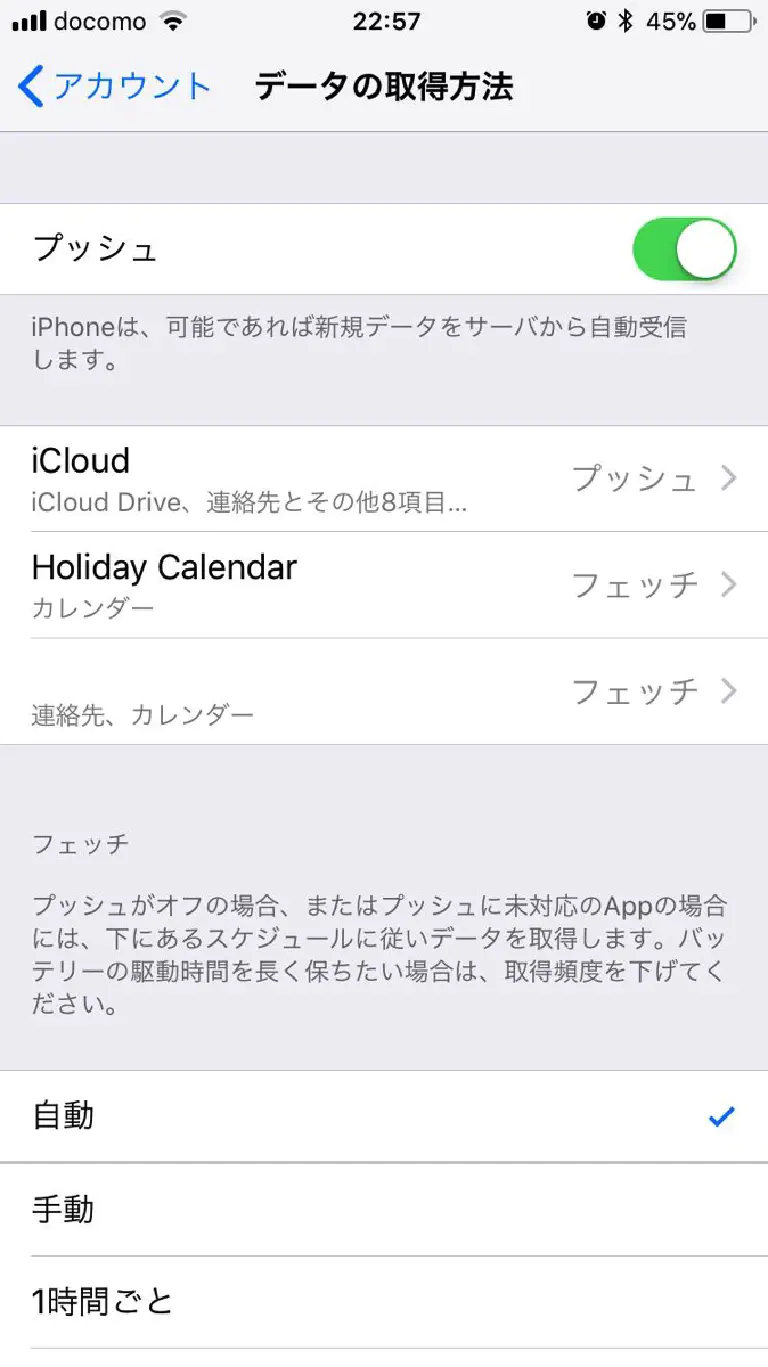 docomo 22:57 45%
アカウント データの取得方法
プッシュ
iPhoneは、可能であれば新規データをサーバから自動受信
します。
iCloud
プッシュ
iCloud Drive、連絡先とその他8項目...
Holiday Calendar
フェッチ
カレンダー
フェッチ
連絡先、カレンダー
フェッチ
プッシュがオフの場合、またはプッシュに未対応のAppの場合
には、下にあるスケジュールに従いデータを取得します。バッ
テリーの駆動時間を長く保ちたい場合は、取得頻度を下げてく
ださい。
自動
手動
1時間ごと